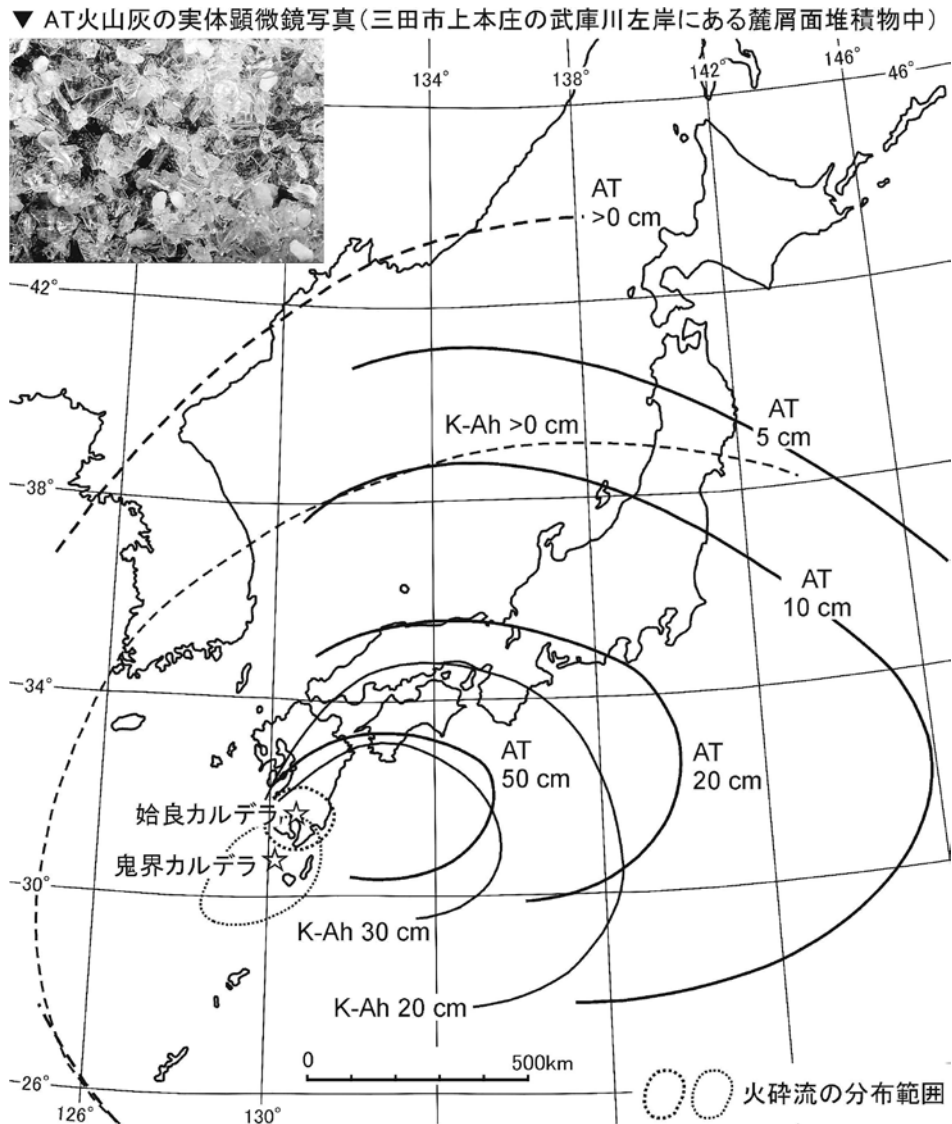 ▼ AT火山灰の実体顕微鏡写真（三田市上本庄の武庫川左岸にある麓屑面堆積物中）
134°
138°
142°
146°
46°
AT
>0 cm
42°
K-Ah >0 cm
AT
5 cm
38°
AT
10 cm
34°
AT
50 cm
AT
20 cm
姶良カルデラ
鬼界カルデラ
30°
K-Ah 30 cm
K-Ah 20 cm
0
500km
26°
126°
130°
火砕流の分布範囲